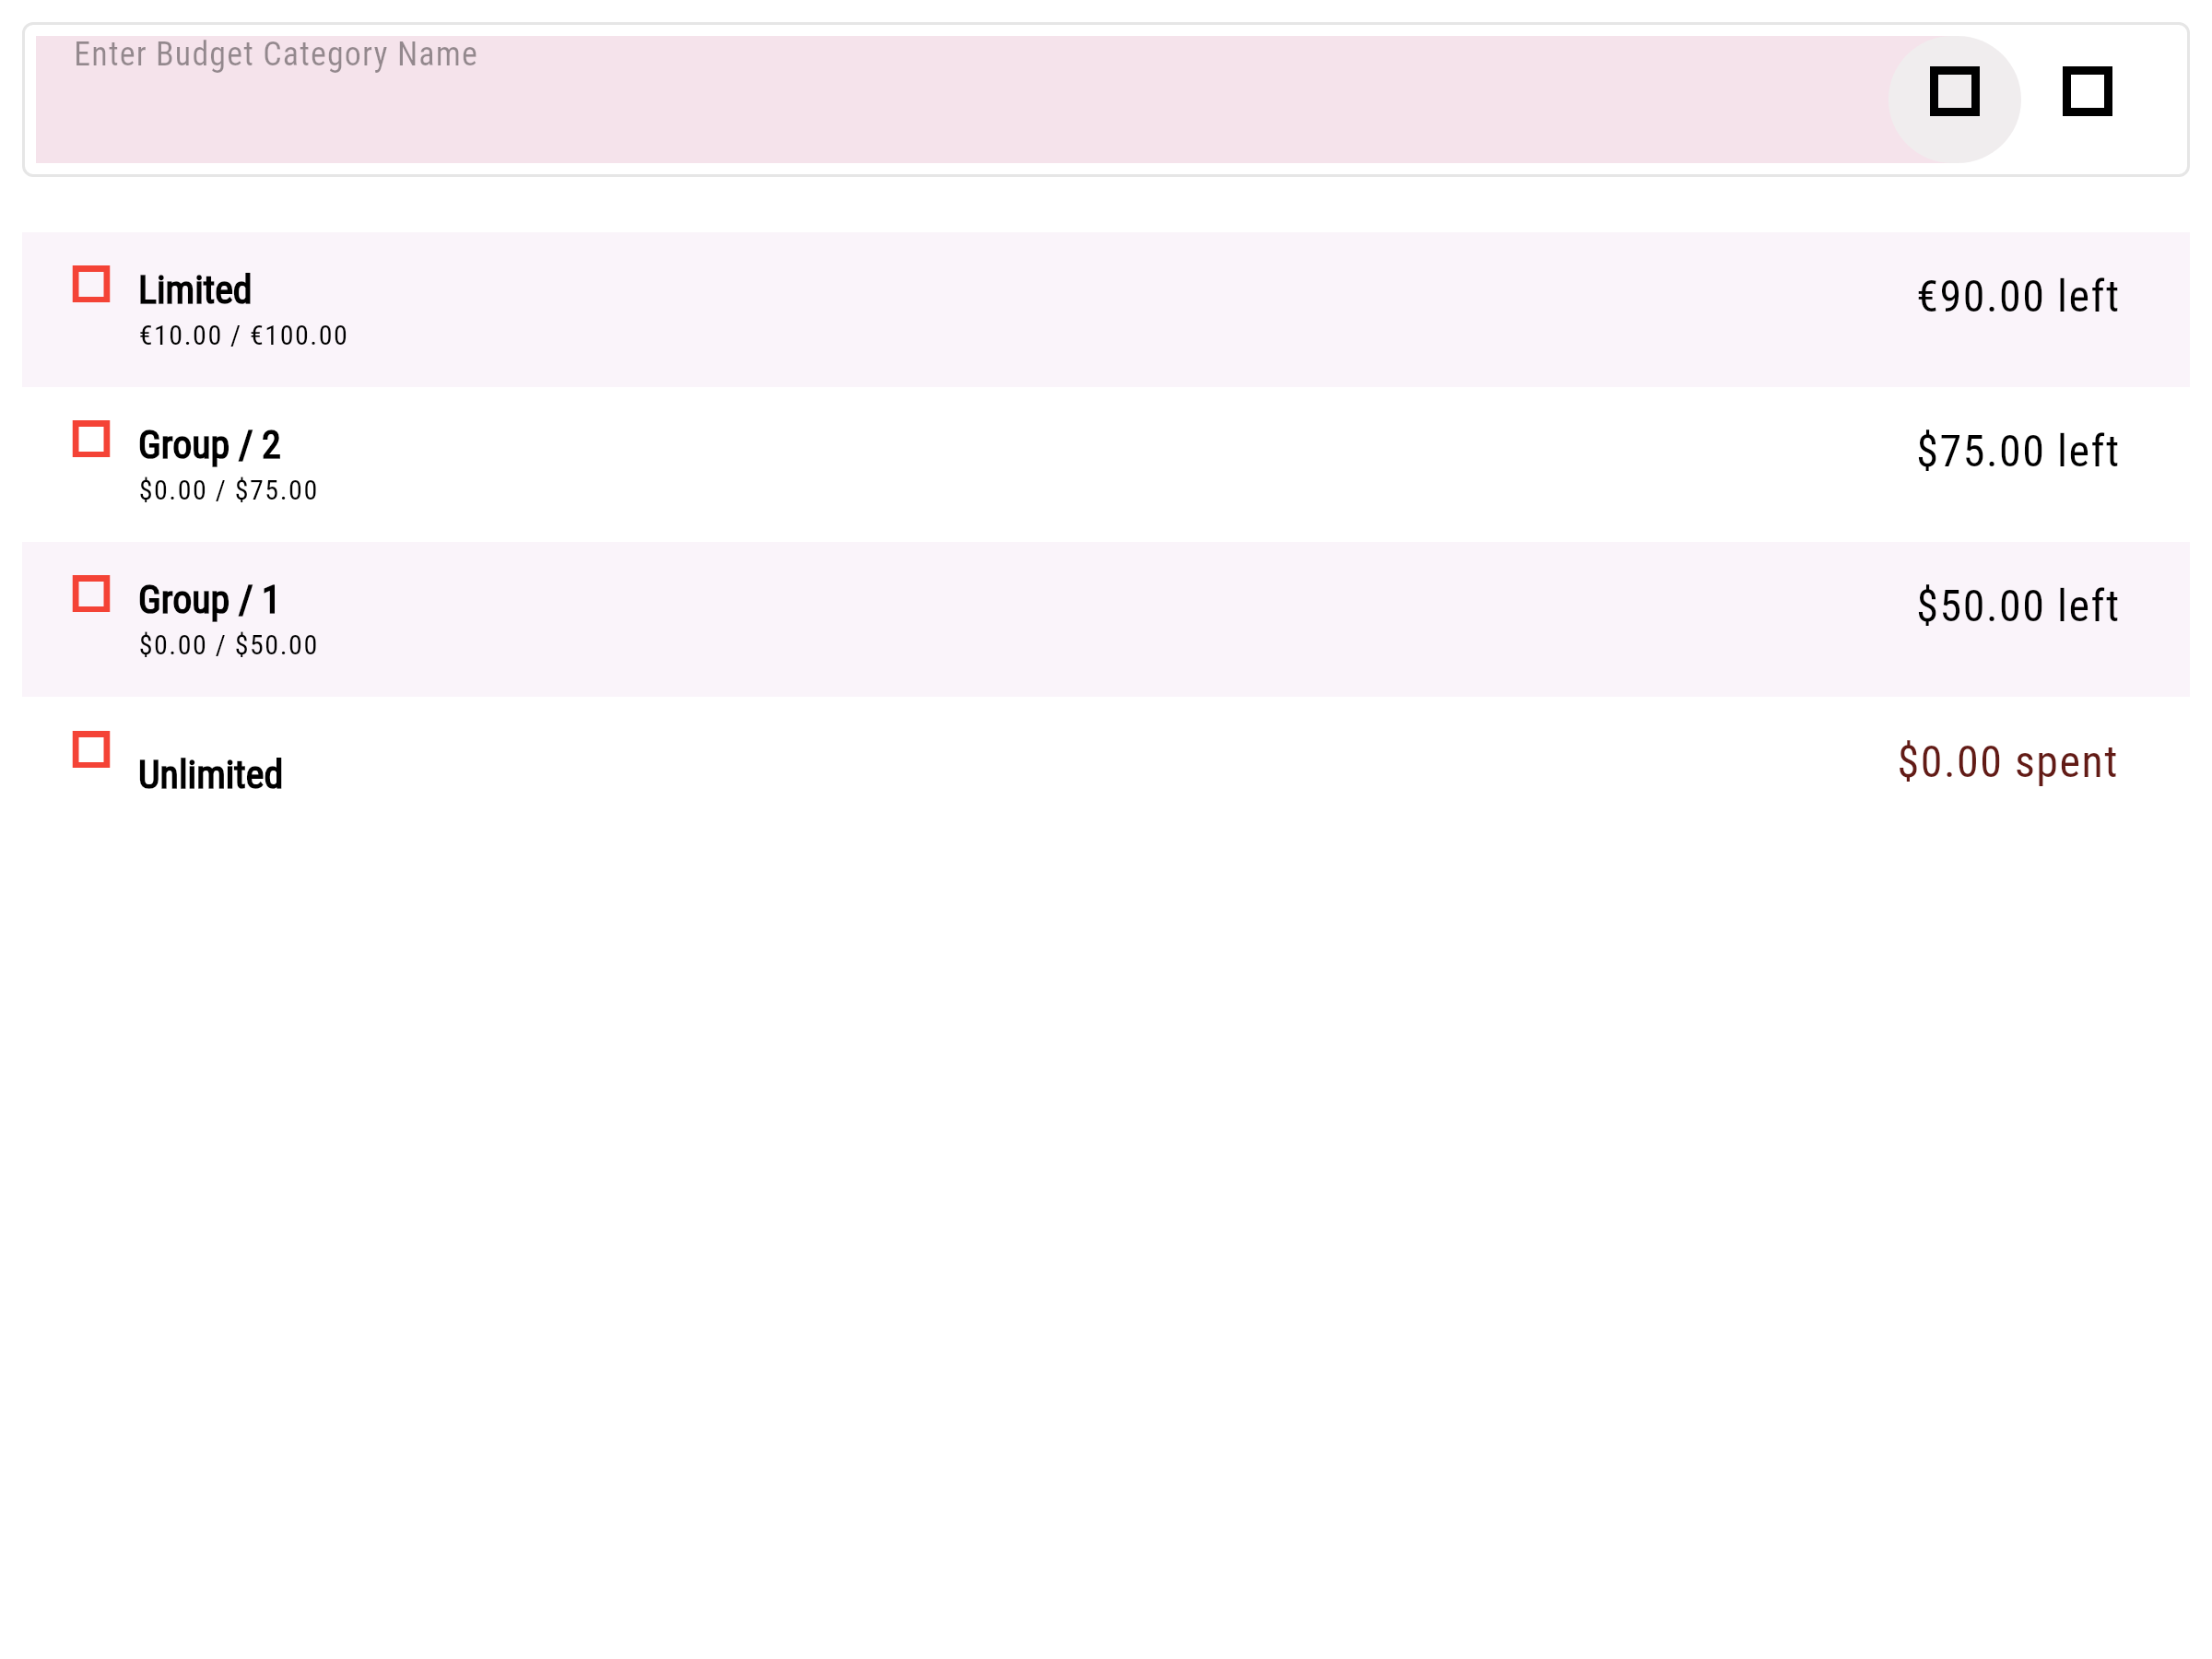 Enter Budget Category Name
Limited
€90.00 left
€10.00 / €100.00
Group / 2
$75.00 left
$0.00 / $75.00
Group / 1
$50.00 left
$0.00 / $50.00
Unlimited
$0.00 spent